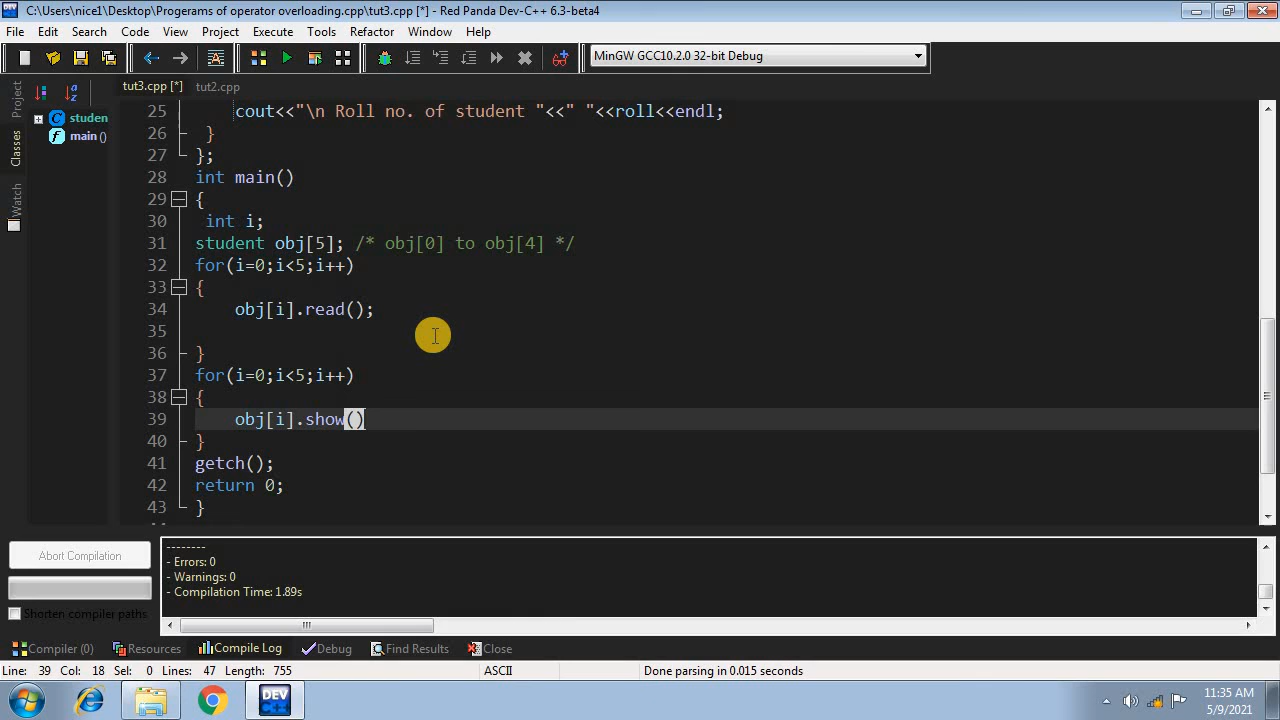 C:\Users\nice1\Desktop\Programs of operator overloading.cpp\tut3.cpp [*] - Red Panda Dev-C++ 6.3-beta4
File Edit Search Code View Project Execute Tools Refactor Window Help
MinGW GCC10.2.0 32-bit Debug
Project
Classes
Watch
studen
main ()
tut3.cpp [*] tut2.cpp
25 cout<<"\n Roll no. of student "<<" "<<roll<<endl;
26 }
27 };
28 int main()
29 {
30 int i;
31 student obj[5]; /* obj[0] to obj[4] */
32 for(i=0;i<5;i++)
33 {
34 obj[i].read();
35
36 }
37 for(i=0;i<5;i++)
38 {
39 obj[i].show()
40 }
41 getch();
42 return 0;
43 }
Abort Compilation
Shorten compiler paths
--------
- Errors: 0
- Warnings: 0
- Compilation Time: 1.89s
Compiler (0) Resources Compile Log Debug Find Results Close
Line: 39 Col: 18 Sel: 0 Lines: 47 Length: 755 ASCII Done parsing in 0.015 seconds
DEV C++
11:35 AM
5/9/2021